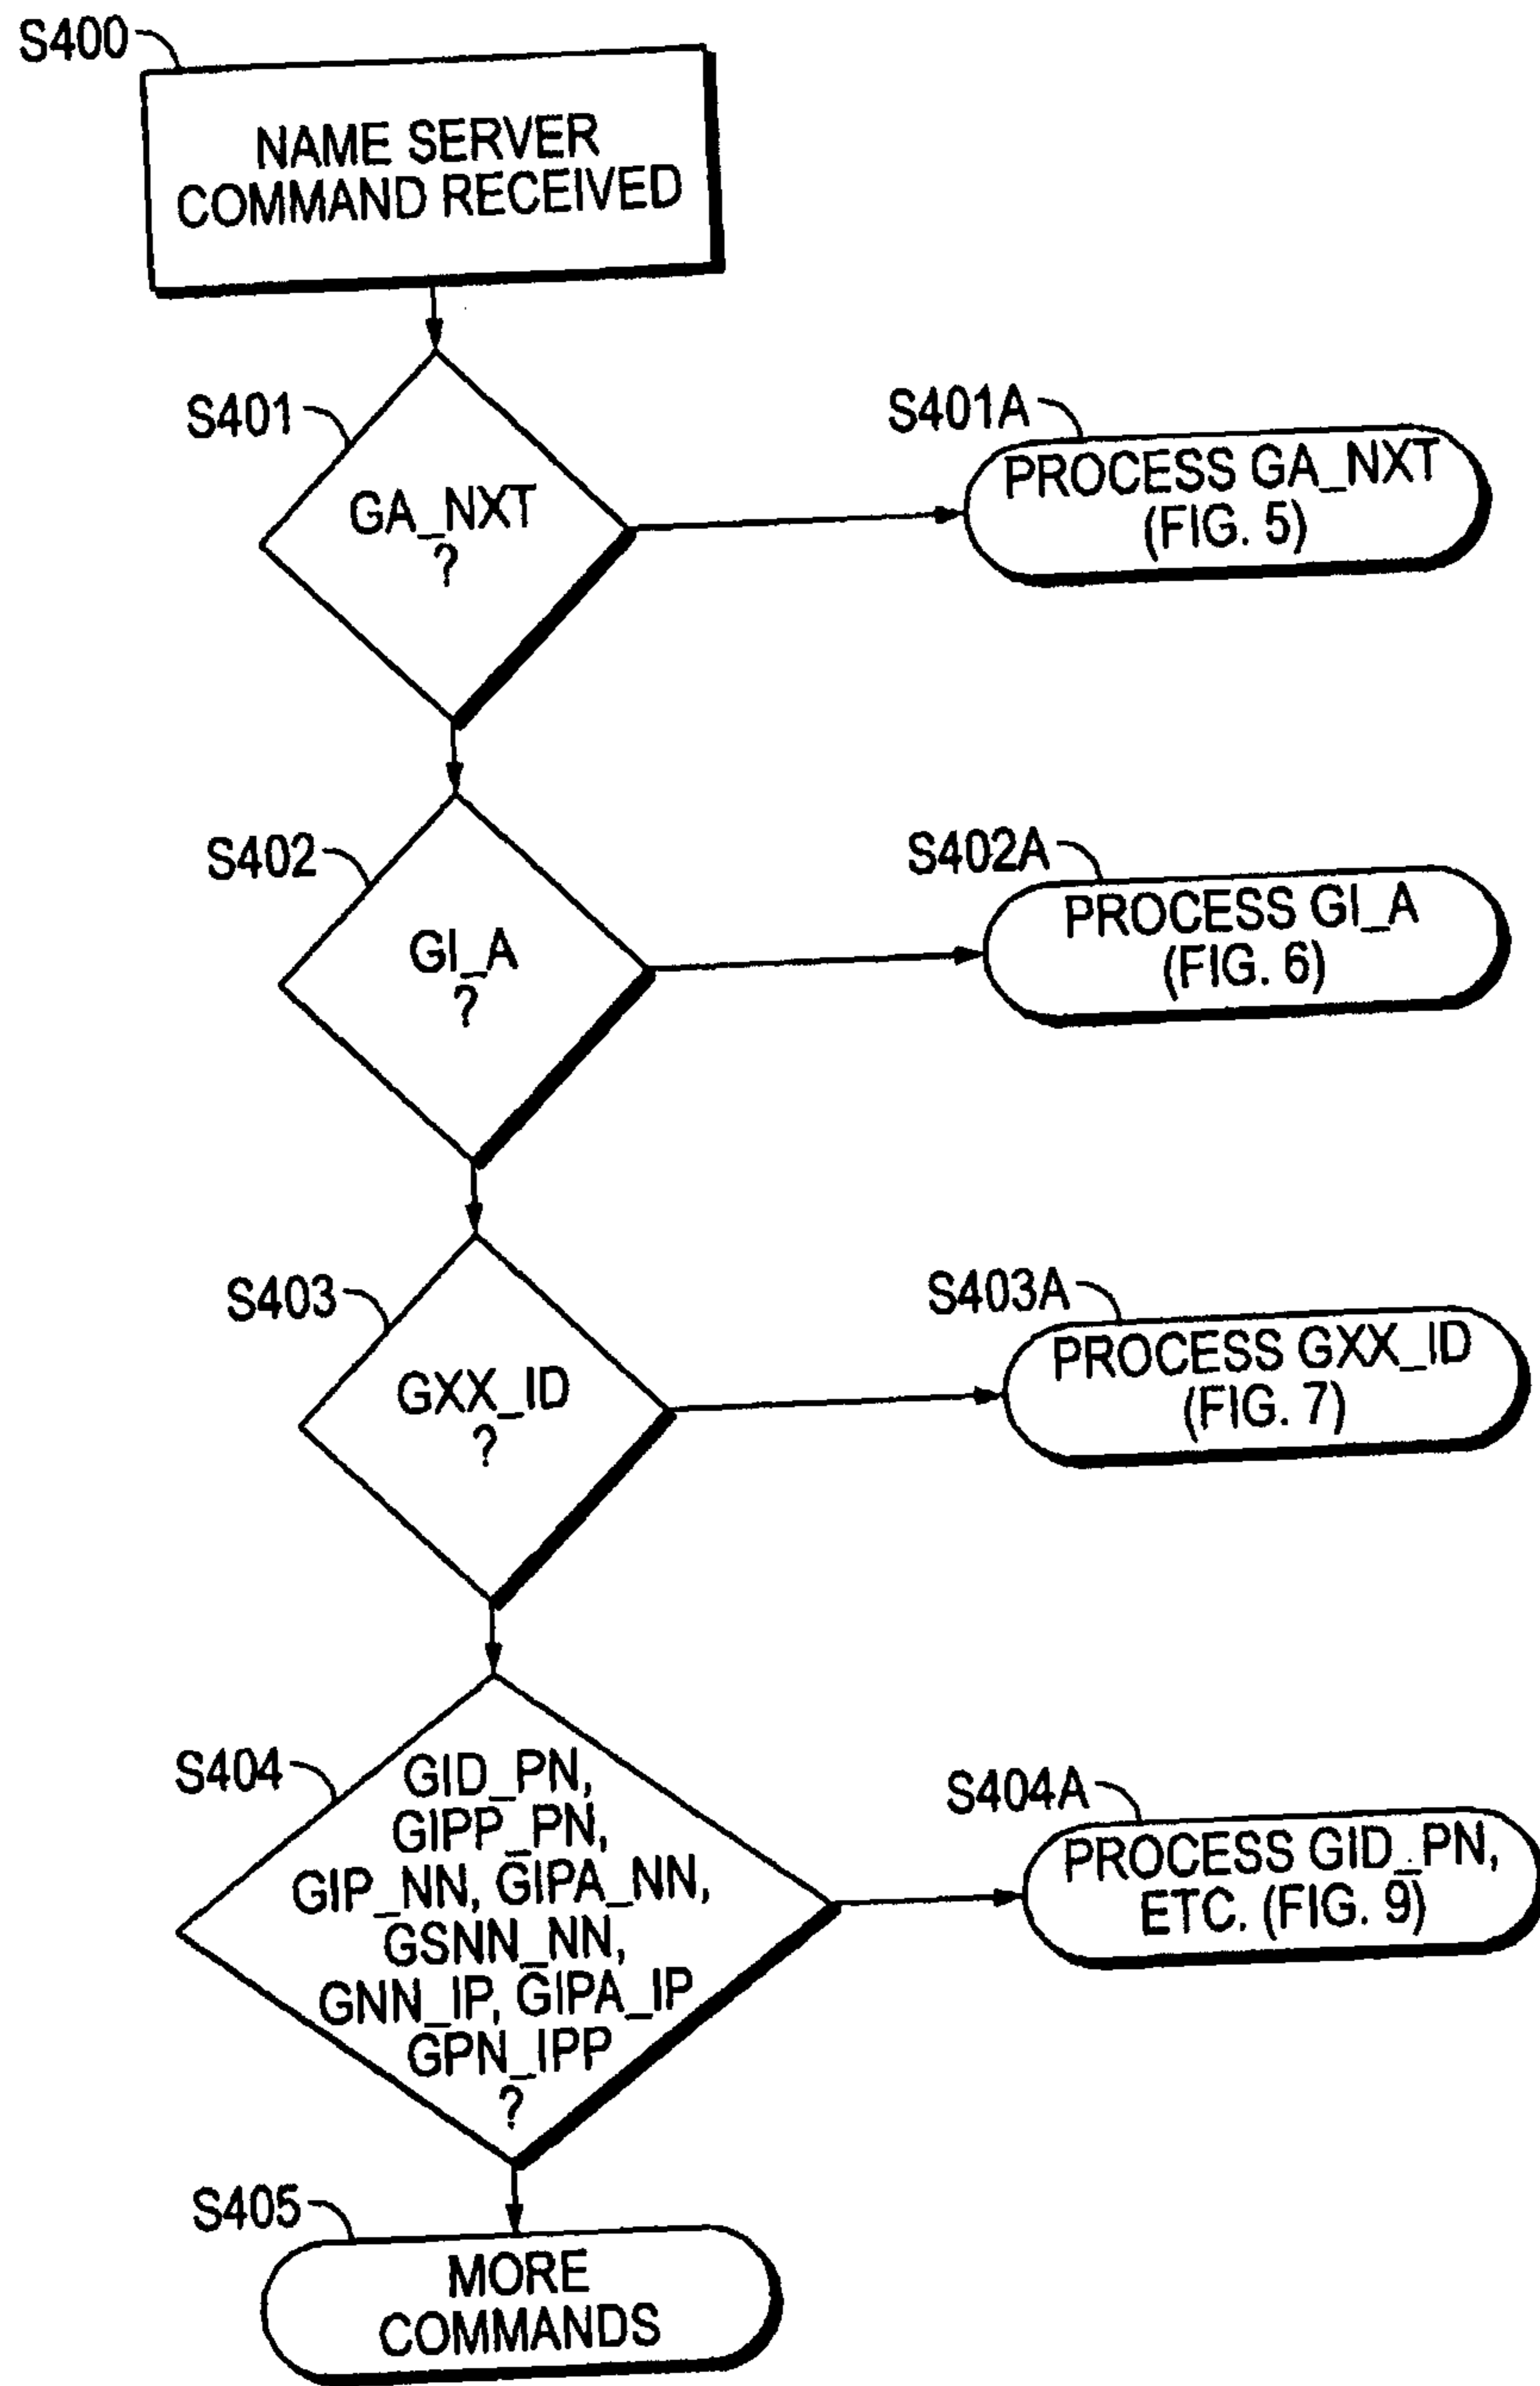 S400
NAME SERVER
COMMAND RECEIVED
S401
GA_NXT
?
S401A
PROCESS GA_NXT
(FIG. 5)
S402
GI_A
?
S402A
PROCESS GI_A
(FIG. 6)
S403
GXX_ID
?
S403A
PROCESS GXX_ID
(FIG. 7)
S404
GID_PN,
GIPP_PN,
GIP_NN, GIPA_NN,
GSNN_NN,
GNN_IP, GIPA_IP
GPN_IPP
?
S404A
PROCESS GID_PN,
ETC. (FIG. 9)
S405
MORE
COMMANDS